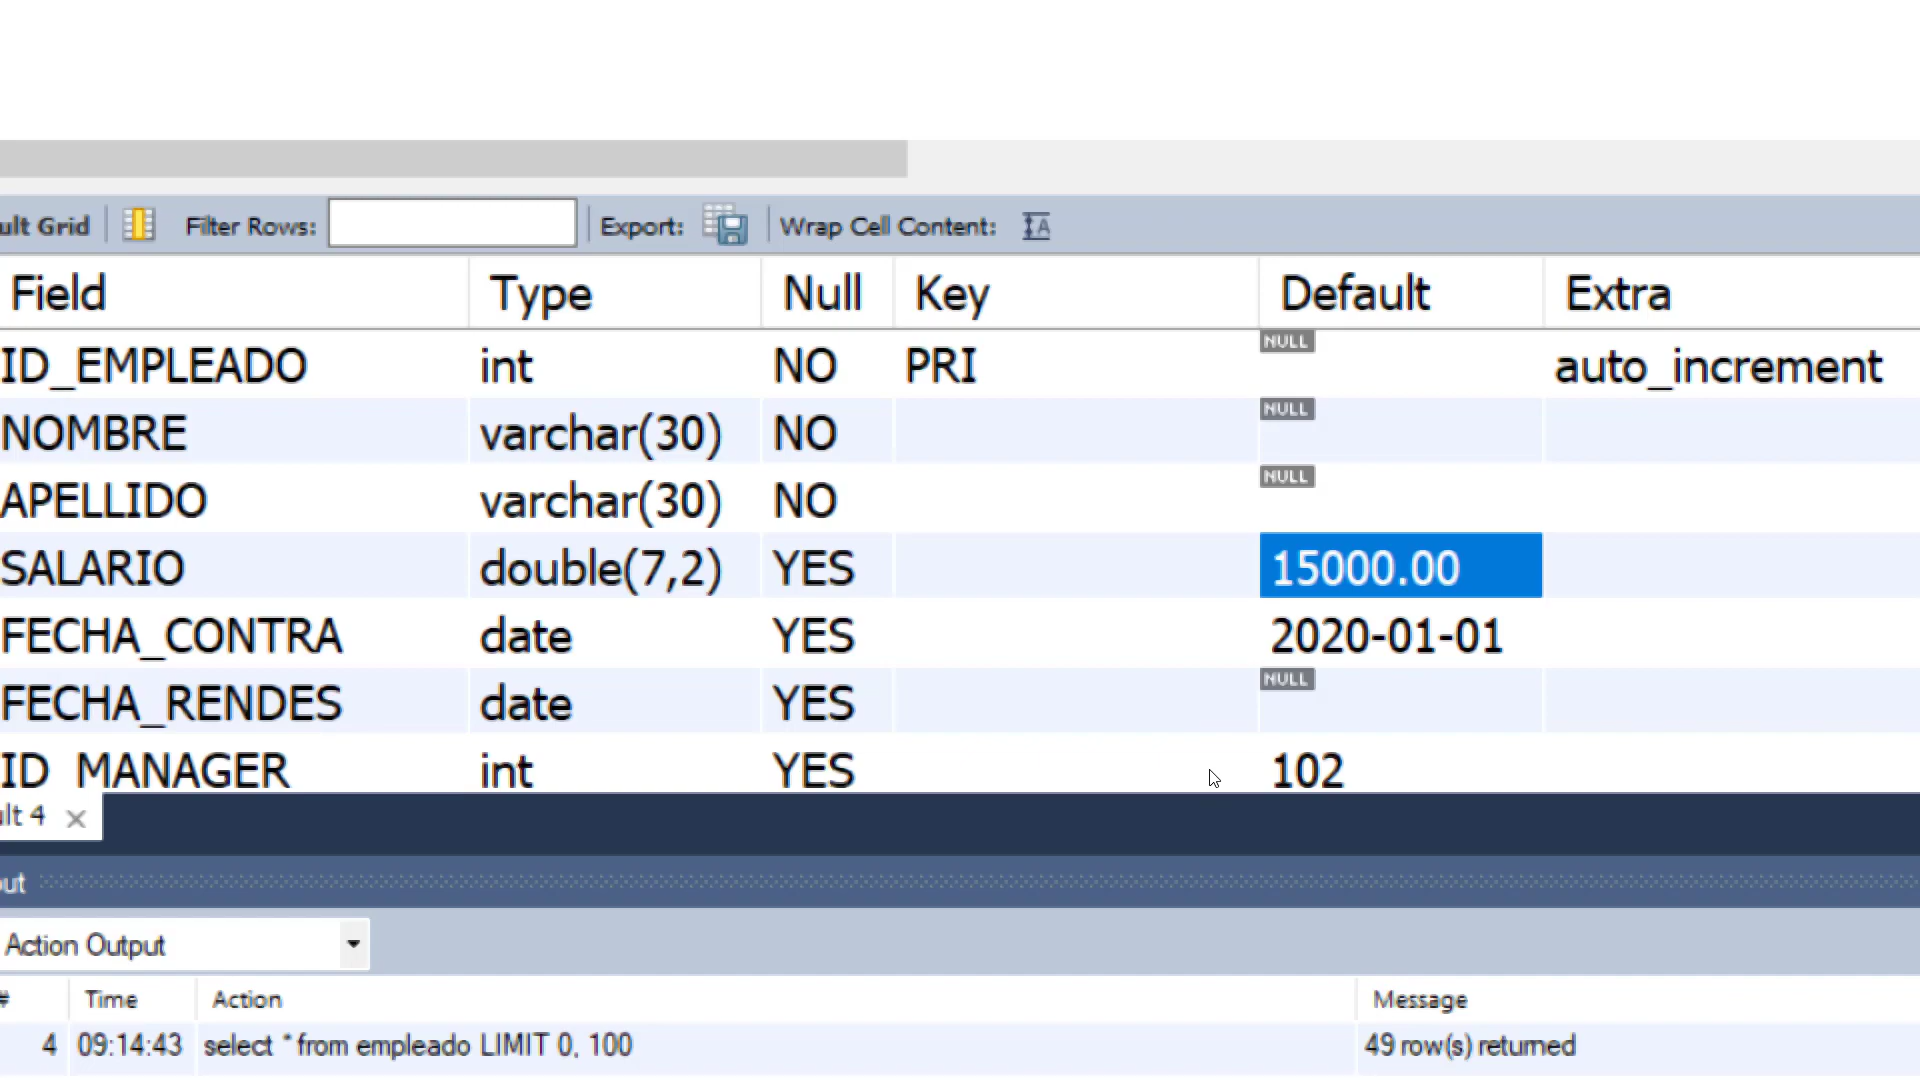 ult Grid Filter Rows: Export: Wrap Cell Content:
Field Type Null Key Default Extra
ID_EMPLEADO int NO PRI NULL auto_increment
NOMBRE varchar(30) NO NULL
APELLIDO varchar(30) NO NULL
SALARIO double(7,2) YES 15000.00
FECHA_CONTRA date YES 2020-01-01
FECHA_RENDES date YES NULL
ID_MANAGER int YES 102
ult 4
out
Action Output
# Time Action Message
4 09:14:43 select * from empleado LIMIT 0, 100 49 row(s) returned